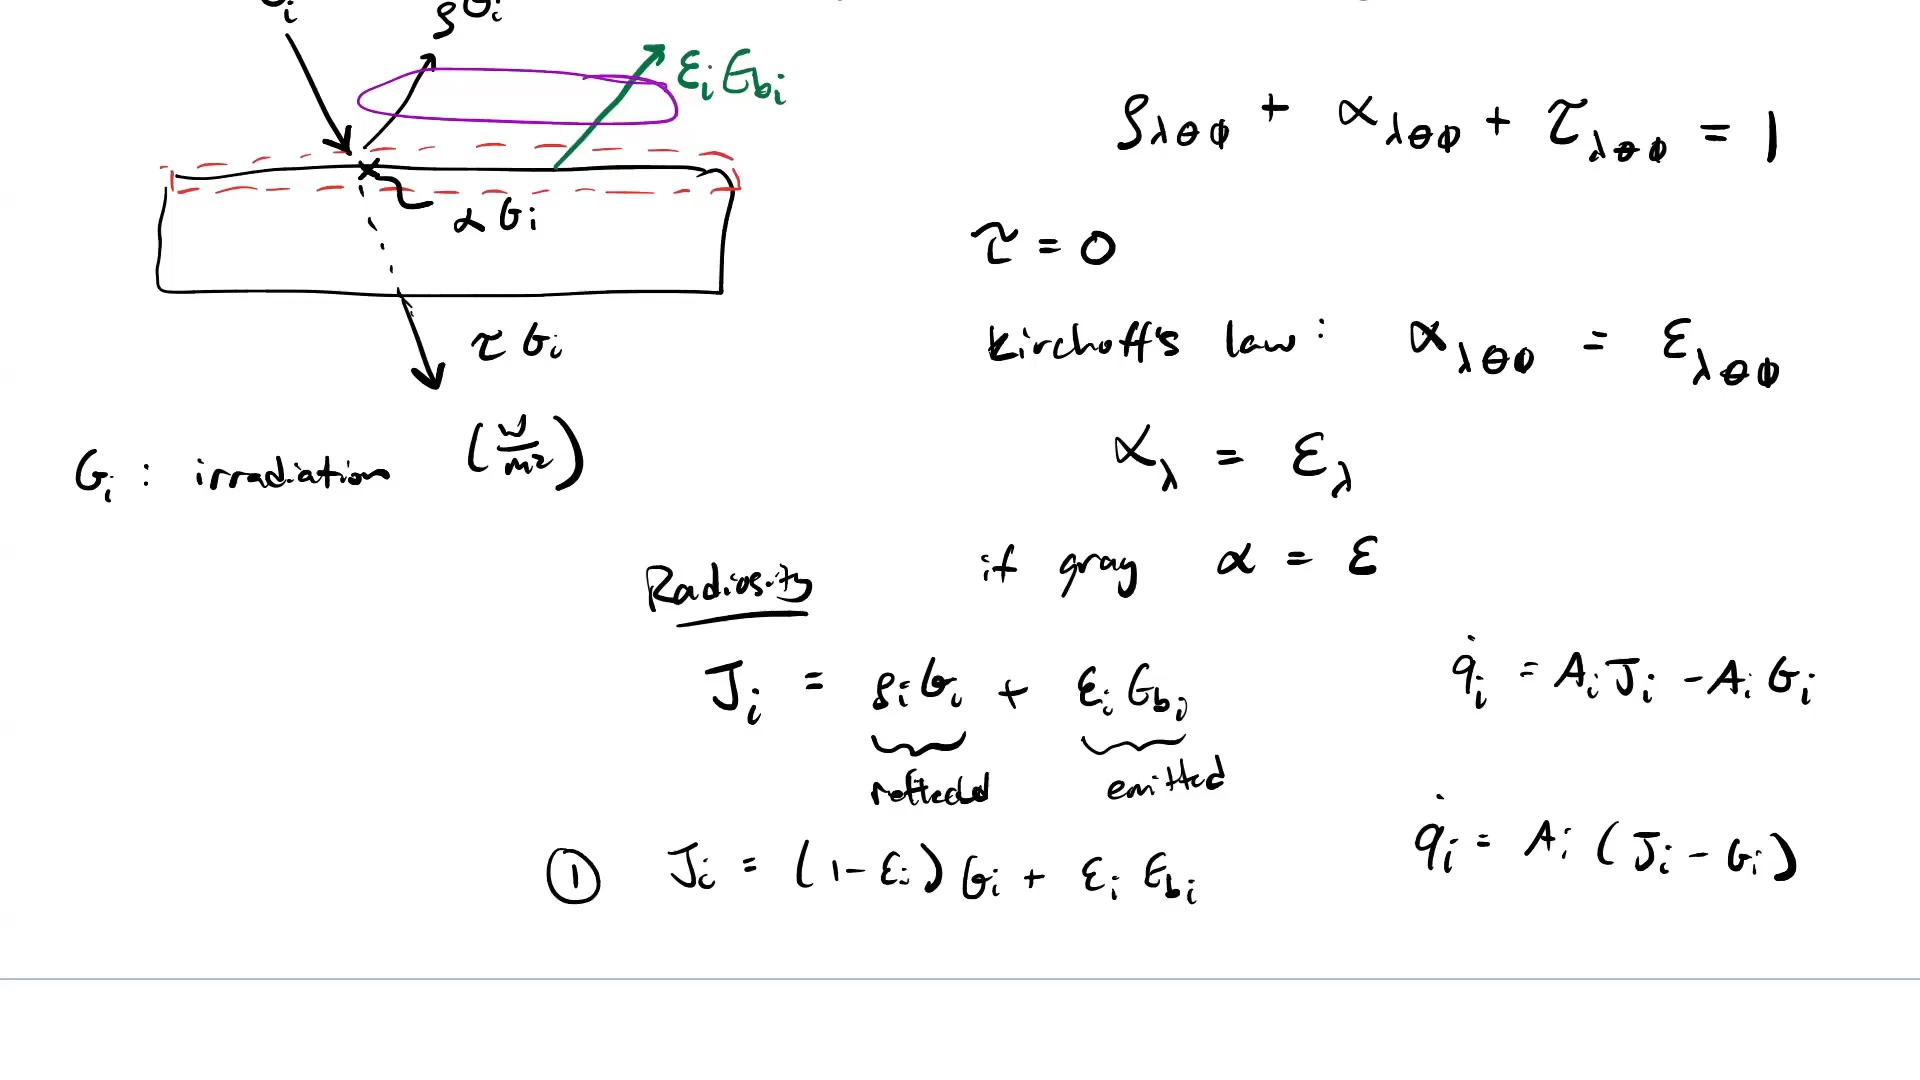 G_i
ρG_i
ε_i E_bi
αG_i
τG_i
G_i : irradiation (W/m²)
ρ_λθΦ + α_λθΦ + τ_λθΦ = 1
τ = 0
Kirchoff's law: α_λθΦ = ε_λθΦ
α_λ = ε_λ
if gray α = ε
Radiosity
J_i = ρ_i G_i + ε_i E_bi
reflected
emitted
① J_i = (1-ε_i) G_i + ε_i E_bi
q̇_i = A_i J_i - A_i G_i
q̇_i = A_i (J_i - G_i)